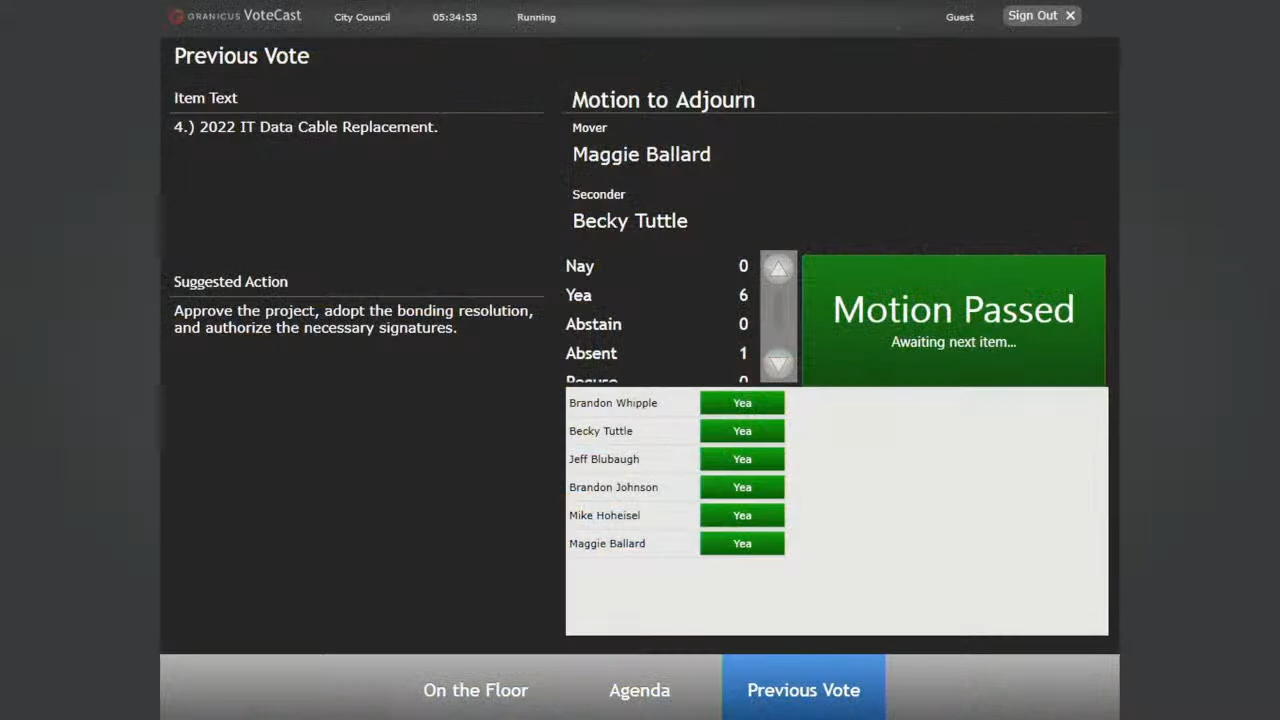 GRANICUS VoteCast City Council 05:34:53 Running Guest Sign Out ✕
Previous Vote
Item Text
4.) 2022 IT Data Cable Replacement.
Suggested Action
Approve the project, adopt the bonding resolution,
and authorize the necessary signatures.
Motion to Adjourn
Mover
Maggie Ballard
Seconder
Becky Tuttle
Nay 0
Yea 6
Abstain 0
Absent 1
Recuse 0
Motion Passed
Awaiting next item...
Brandon Whipple Yea
Becky Tuttle Yea
Jeff Blubaugh Yea
Brandon Johnson Yea
Mike Hoheisel Yea
Maggie Ballard Yea
On the Floor Agenda Previous Vote